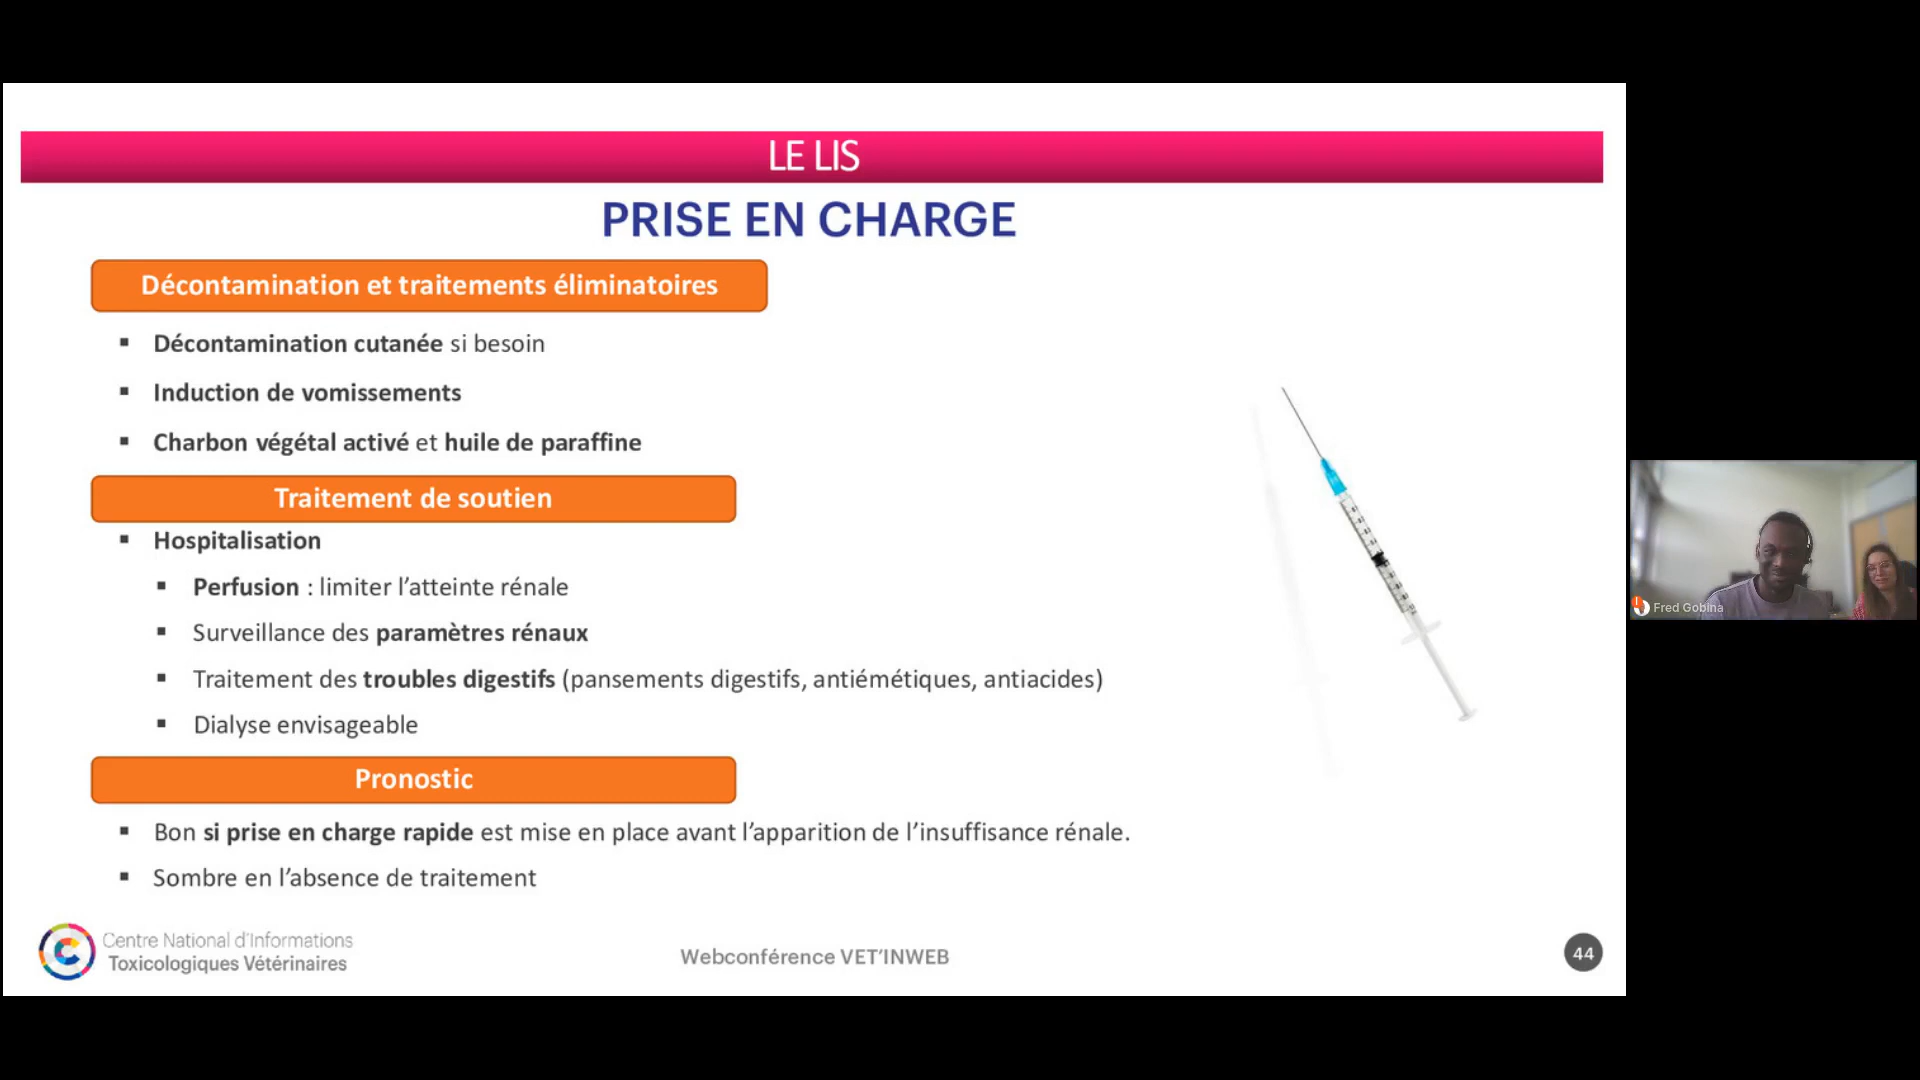 LE LIS
PRISE EN CHARGE
Décontamination et traitements éliminatoires
▪ Décontamination cutanée si besoin
▪ Induction de vomissements
▪ Charbon végétal activé et huile de paraffine
Traitement de soutien
▪ Hospitalisation
▪ Perfusion : limiter l’atteinte rénale
▪ Surveillance des paramètres rénaux
▪ Traitement des troubles digestifs (pansements digestifs, antiémétiques, antiacides)
▪ Dialyse envisageable
Pronostic
▪ Bon si prise en charge rapide est mise en place avant l’apparition de l’insuffisance rénale.
▪ Sombre en l’absence de traitement
Centre National d’Informations
Toxicologiques Vétérinaires
Webconférence VET’INWEB
44
Fred Gobina